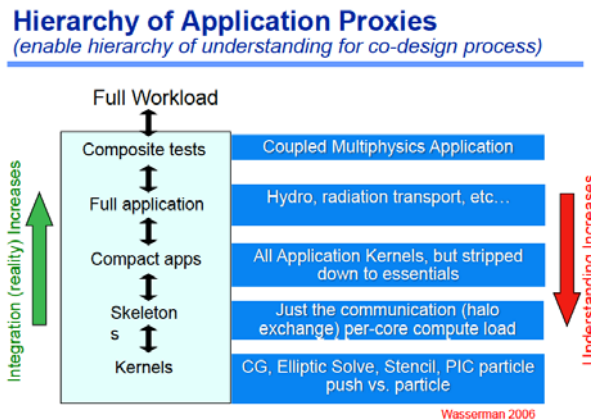 Hierarchy of Application Proxies
(enable hierarchy of understanding for co-design process)
Full Workload
Composite tests
Coupled Multiphysics Application
Full application
Hydro, radiation transport, etc…
Compact apps
All Application Kernels, but stripped
down to essentials
Skeleton
s
Just the communication (halo
exchange) per-core compute load
Kernels
CG, Elliptic Solve, Stencil, PIC particle
push vs. particle
Integration (reality) Increases
Understanding Increases
Wasserman 2006